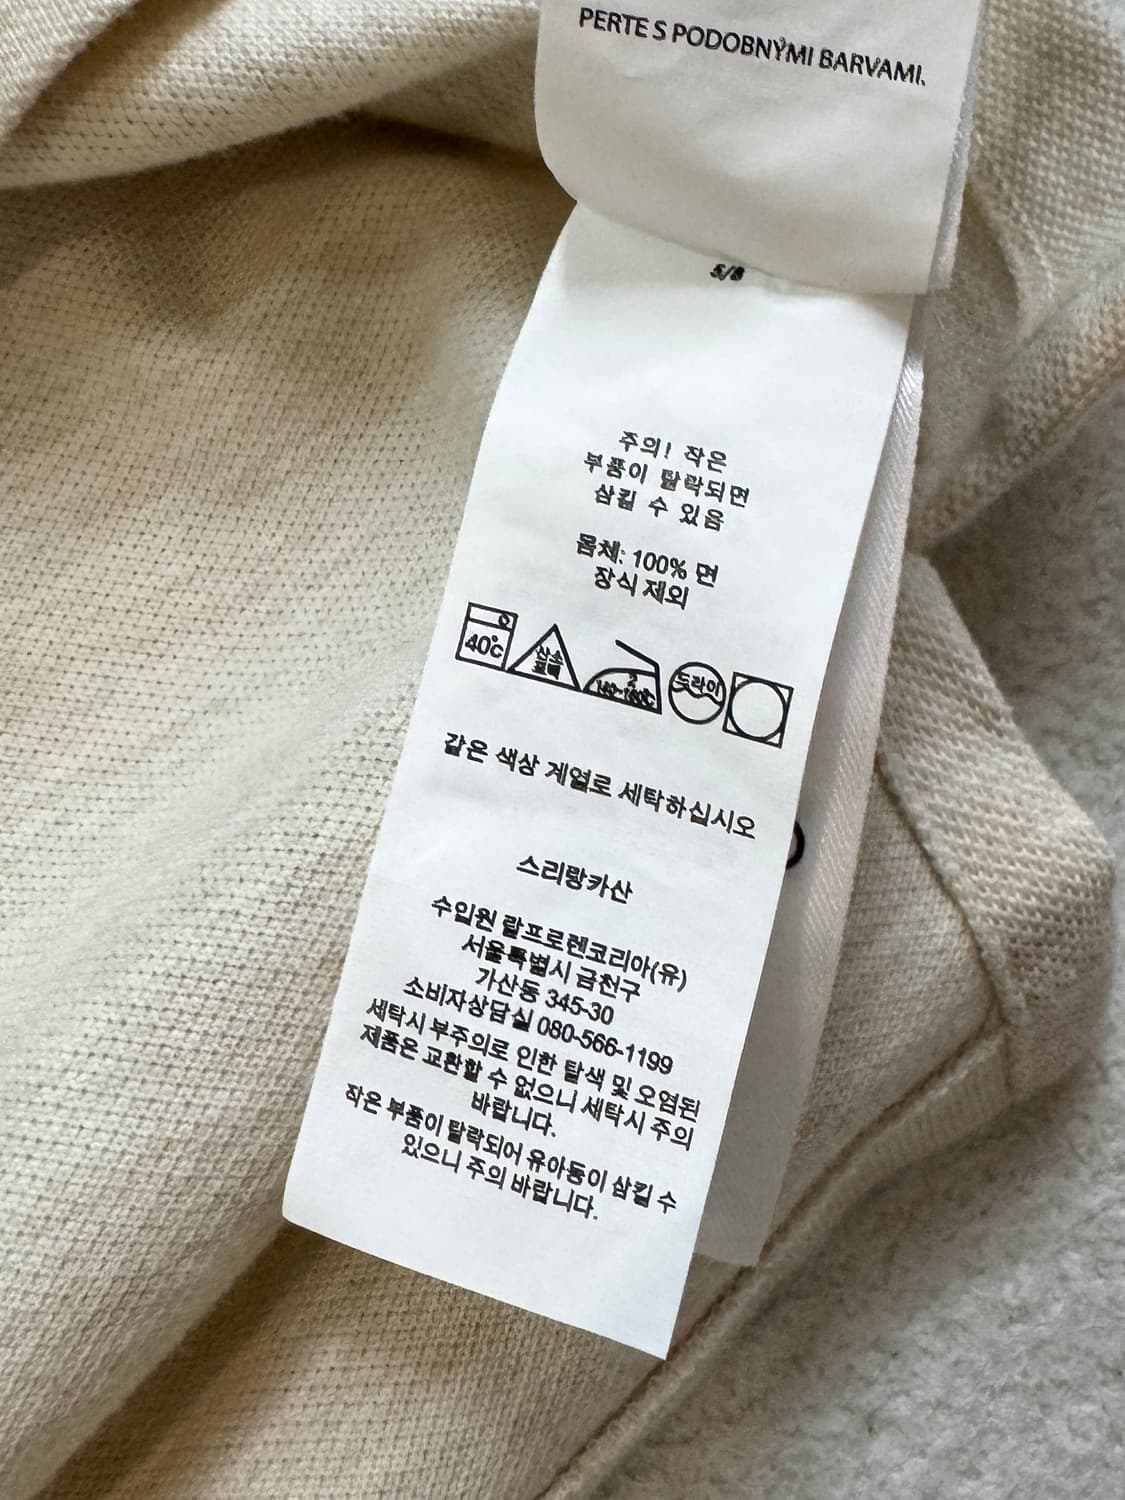 PERTE S PODOBNÝMI BARVAMI.
5/8
주의! 작은
부품이 탈락되면
삼킬 수 있음
몸체: 100% 면
장식 제외
40℃
산소
표백
2
140~160℃
드라이
같은 색상 계열로 세탁하십시오
스리랑카산
수입원 랄프로렌코리아(유)
서울특별시 금천구
가산동 345-30
소비자상담실 080-566-1199
세탁시 부주의로 인한 탈색 및 오염된
제품은 교환할 수 없으니 세탁시 주의
바랍니다.
작은 부품이 탈락되어 유아동이 삼킬 수
있으니 주의 바랍니다.